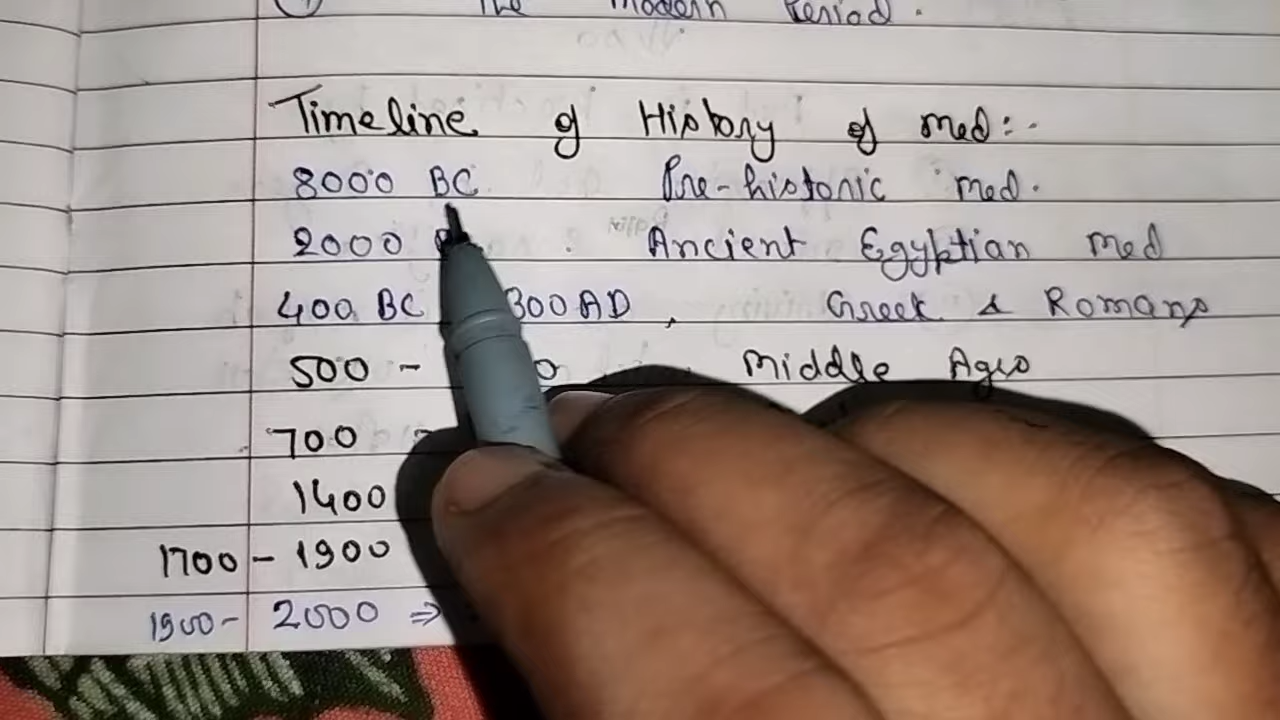 The Modern Period.
Timeline of History of med:-
8000 BC Pre-historic med.
2000 Ancient Egyptian med
400 BC 300 AD, Greek & Romans
500 - Middle Ages
700
1400
1700 - 1900
1900 - 2000 ⇒